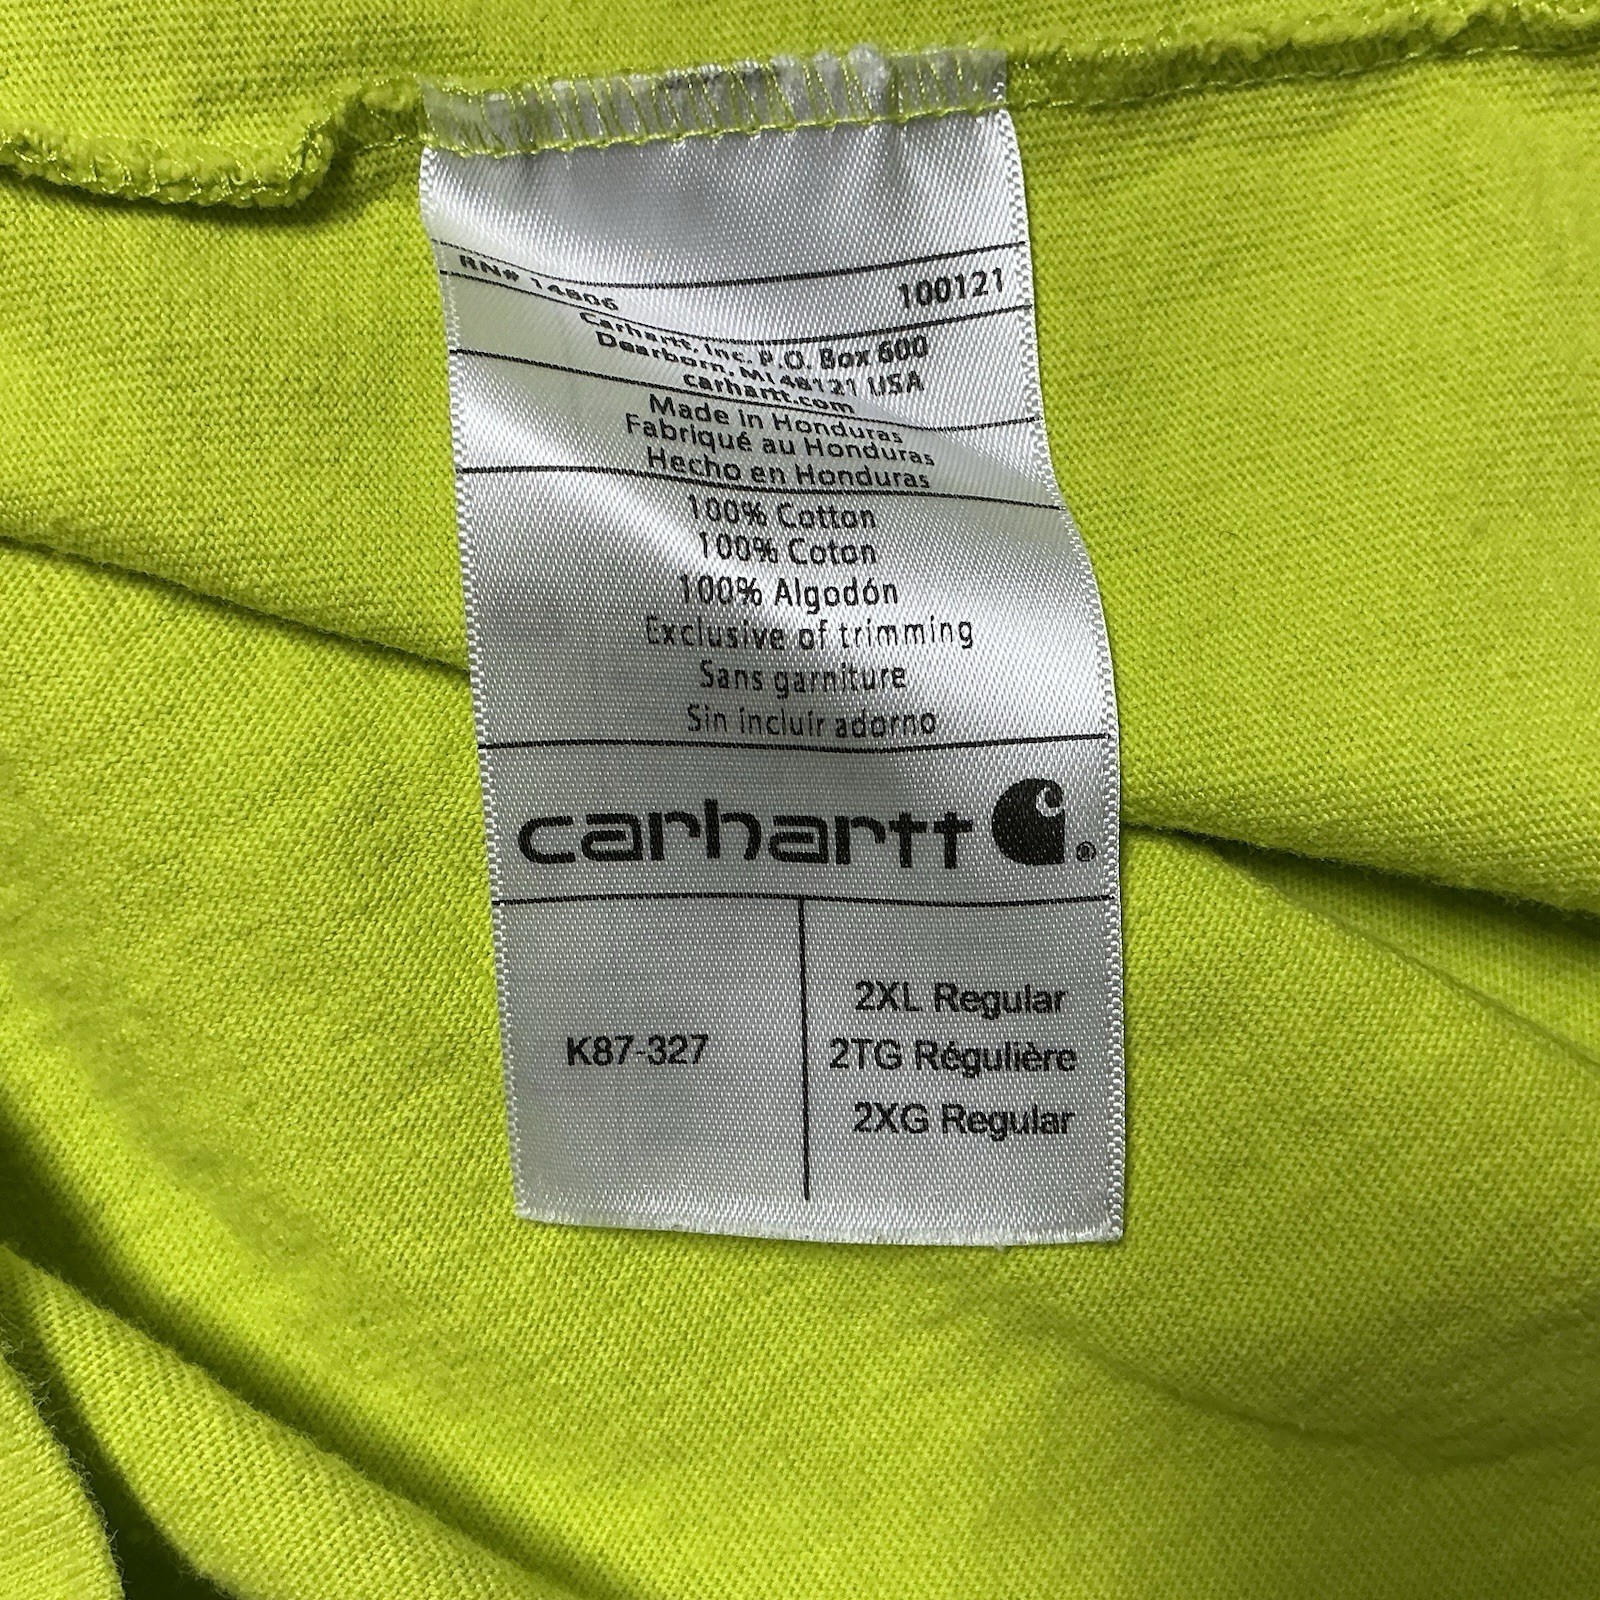 RN# 14806 100121
Carhartt, Inc. P.O. Box 600
Dearborn, MI 48121 USA
carhartt.com
Made in Honduras
Fabriqué au Honduras
Hecho en Honduras
100% Cotton
100% Coton
100% Algodón
Exclusive of trimming
Sans garniture
Sin incluir adorno
carhartt ®
2XL Regular
K87-327 2TG Régulière
2XG Regular